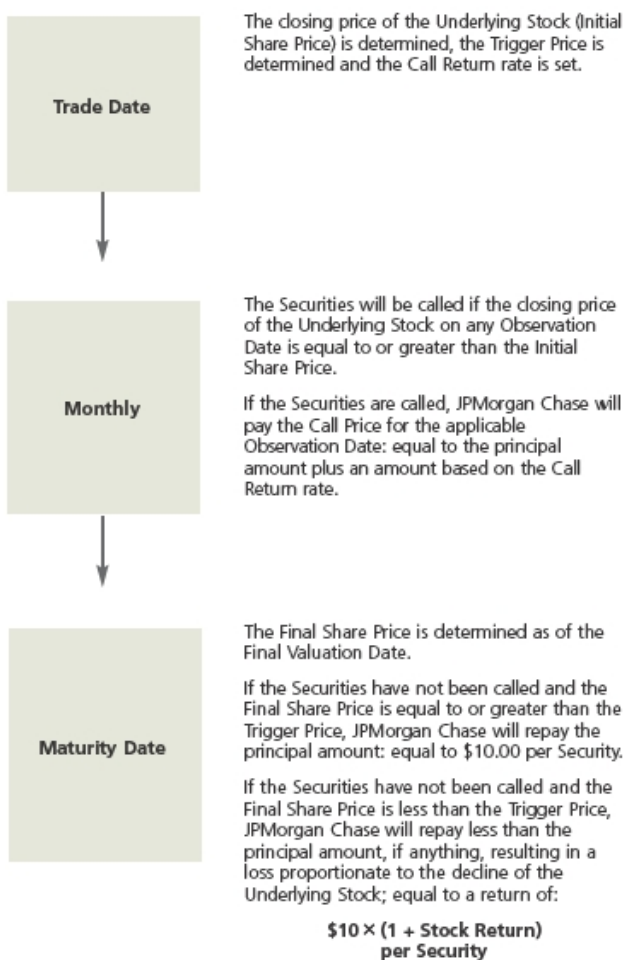 Trade Date
The closing price of the Underlying Stock (Initial
Share Price) is determined, the Trigger Price is
determined and the Call Return rate is set.
Monthly
The Securities will be called if the closing price
of the Underlying Stock on any Observation
Date is equal to or greater than the Initial
Share Price.
If the Securities are called, JPMorgan Chase will
pay the Call Price for the applicable
Observation Date: equal to the principal
amount plus an amount based on the Call
Return rate.
Maturity Date
The Final Share Price is determined as of the
Final Valuation Date.
If the Securities have not been called and the
Final Share Price is equal to or greater than the
Trigger Price, JPMorgan Chase will repay the
principal amount: equal to $10.00 per Security.
If the Securities have not been called and the
Final Share Price is less than the Trigger Price,
JPMorgan Chase will repay less than the
principal amount, if anything, resulting in a
loss proportionate to the decline of the
Underlying Stock; equal to a return of:
$10 × (1 + Stock Return)
per Security